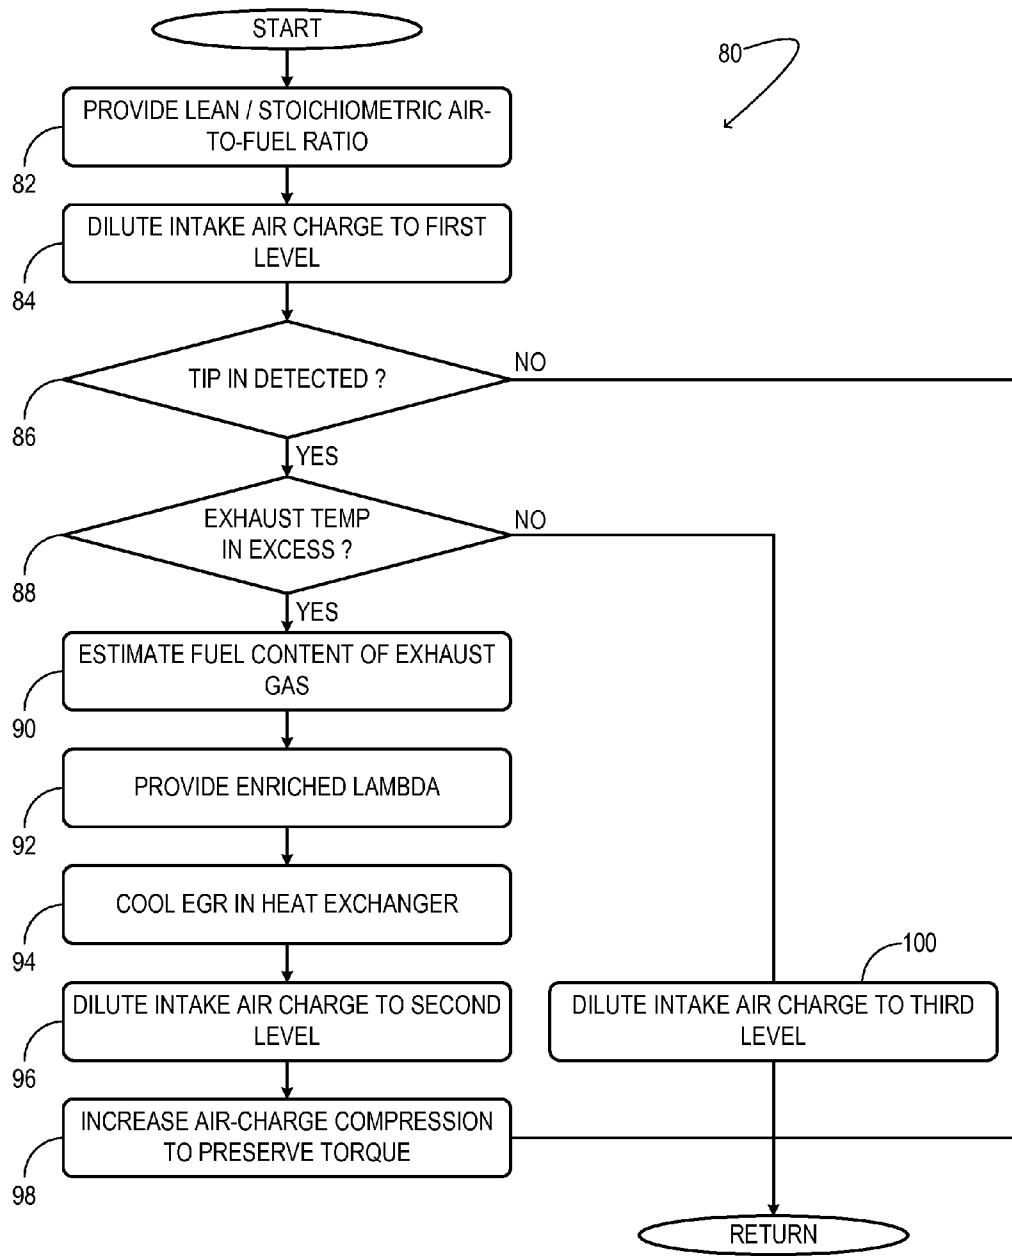 START
80
PROVIDE LEAN / STOICHIOMETRIC AIR-
TO-FUEL RATIO
82
DILUTE INTAKE AIR CHARGE TO FIRST
LEVEL
84
TIP IN DETECTED ?
NO
86
YES
EXHAUST TEMP
IN EXCESS ?
NO
88
YES
ESTIMATE FUEL CONTENT OF EXHAUST
GAS
90
PROVIDE ENRICHED LAMBDA
92
COOL EGR IN HEAT EXCHANGER
94
100
DILUTE INTAKE AIR CHARGE TO SECOND
LEVEL
96
DILUTE INTAKE AIR CHARGE TO THIRD
LEVEL
INCREASE AIR-CHARGE COMPRESSION
TO PRESERVE TORQUE
98
RETURN